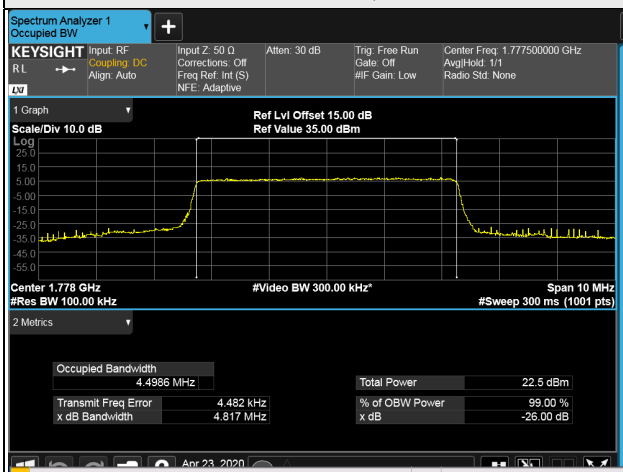 Spectrum Analyzer 1
Occupied BW
+
KEYSIGHT Input: RF Input Z: 50 Ω Atten: 30 dB Trig: Free Run Center Freq: 1.777500000 GHz
R L Coupling: DC Corrections: Off Gate: Off Avg|Hold: 1/1
Align: Auto Freq Ref: Int (S) #IF Gain: Low Radio Std: None
LXI NFE: Adaptive
1 Graph
Ref Lvl Offset 15.00 dB
Scale/Div 10.0 dB Ref Value 35.00 dBm
Log
25.0
15.0
5.00
-5.00
-15.0
-25.0
-35.0
-45.0
-55.0
Center 1.778 GHz #Video BW 300.00 kHz* Span 10 MHz
#Res BW 100.00 kHz #Sweep 300 ms (1001 pts)
2 Metrics
Occupied Bandwidth
4.4986 MHz Total Power 22.5 dBm
Transmit Freq Error 4.482 kHz % of OBW Power 99.00 %
x dB Bandwidth 4.817 MHz x dB -26.00 dB
Apr 23, 2020